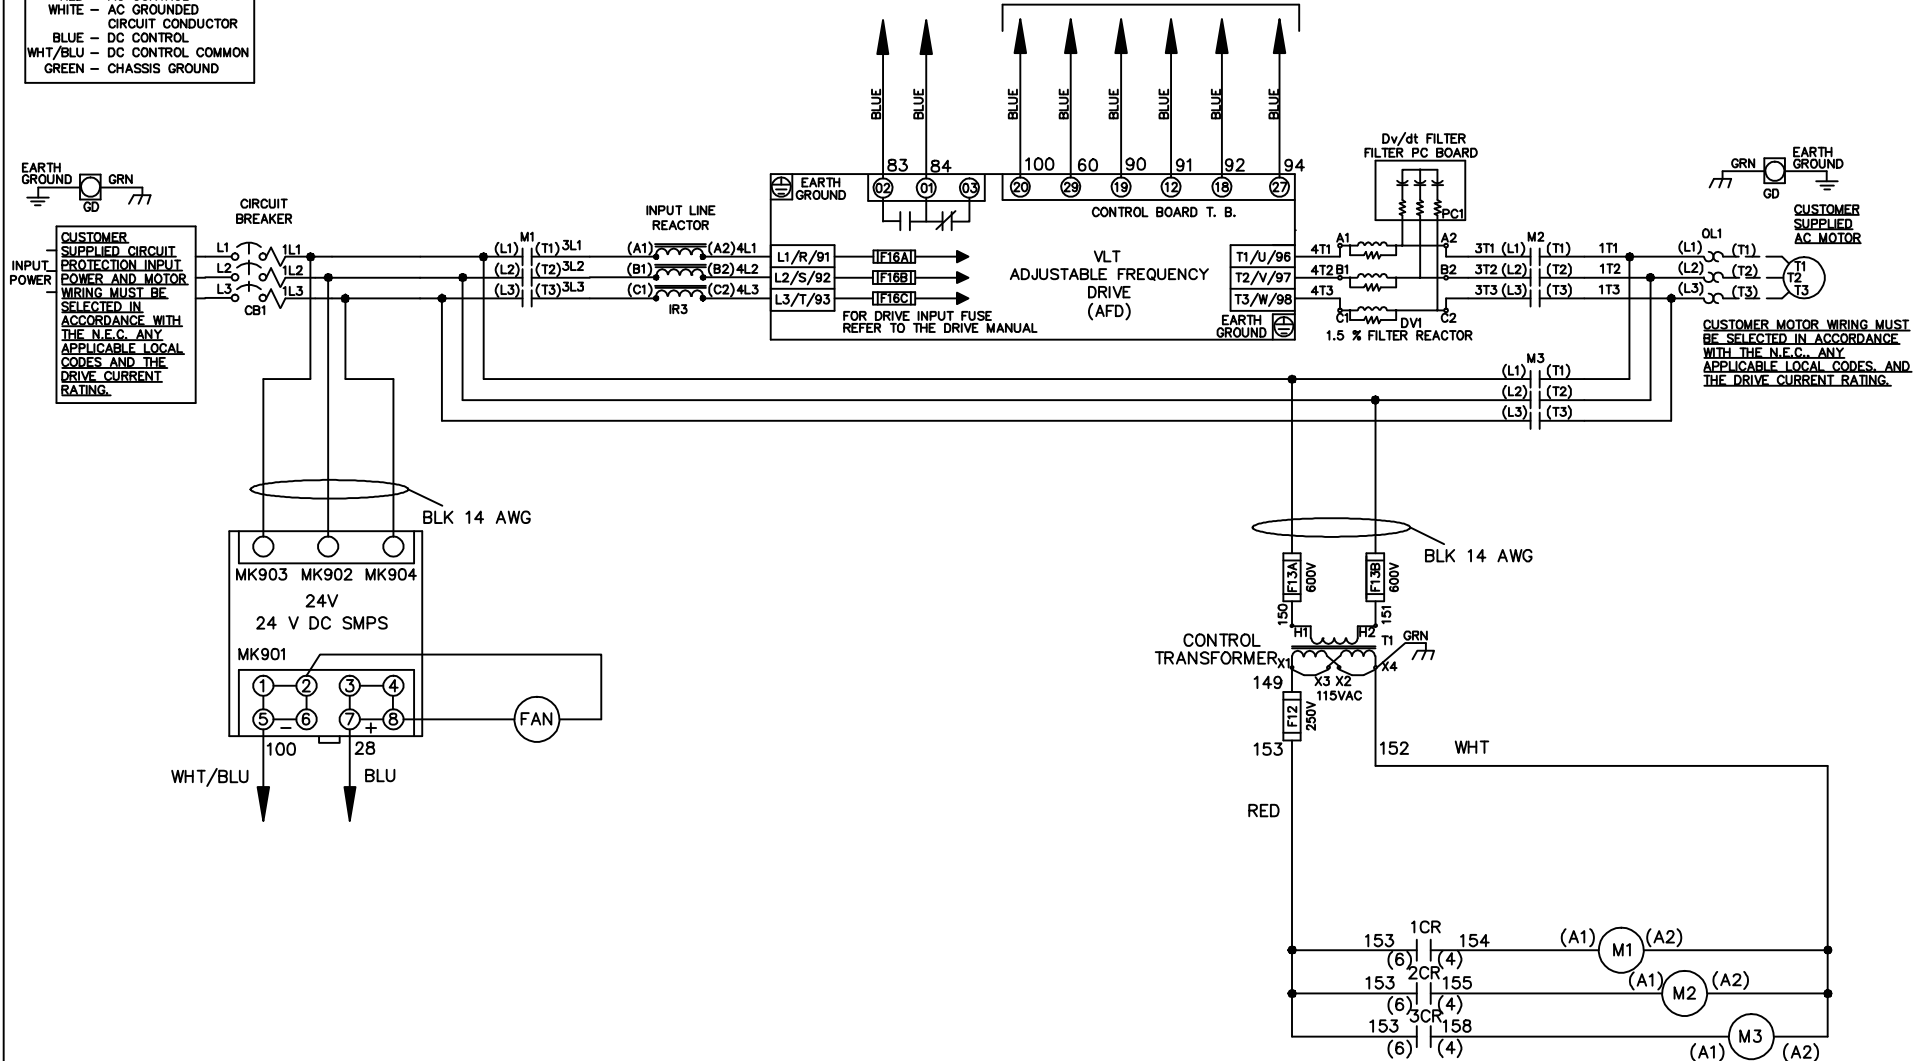 WHITE – AC GROUNDED
CIRCUIT CONDUCTOR
BLUE – DC CONTROL
WHT/BLU – DC CONTROL COMMON
GREEN – CHASSIS GROUND
BLUE
BLUE
BLUE
BLUE
BLUE
BLUE
BLUE
BLUE
83
84
100
60
90
91
92
94
EARTH
GROUND
02
01
03
20
29
19
12
18
27
CONTROL BOARD T. B.
Dv/dt FILTER
FILTER PC BOARD
PC1
EARTH
GROUND
GRN
GD
GRN
EARTH
GROUND
GD
CIRCUIT
BREAKER
INPUT
POWER
CUSTOMER
SUPPLIED CIRCUIT
PROTECTION INPUT
POWER AND MOTOR
WIRING MUST BE
SELECTED IN
ACCORDANCE WITH
THE N.E.C. ANY
APPLICABLE LOCAL
CODES AND THE
DRIVE CURRENT
RATING.
L1
L2
L3
1L1
1L2
1L3
CB1
M1
(L1) (T1) 3L1
(L2) (T2) 3L2
(L3) (T3) 3L3
INPUT LINE
REACTOR
(A1) (A2) 4L1
(B1) (B2) 4L2
(C1) (C2) 4L3
IR3
L1/R/91
L2/S/92
L3/T/93
F16A
F16B
F16C
FOR DRIVE INPUT FUSE
REFER TO THE DRIVE MANUAL
VLT
ADJUSTABLE FREQUENCY
DRIVE
(AFD)
T1/U/96
T2/V/97
T3/W/98
EARTH
GROUND
4T1 A1 A2
4T2 B1 B2
4T3 C1 C2
DV1
1.5 % FILTER REACTOR
M2
3T1 (L1) (T1) 1T1
3T2 (L2) (T2) 1T2
3T3 (L3) (T3) 1T3
OL1
(L1) (T1)
(L2) (T2)
(L3) (T3)
T1
T2
T3
CUSTOMER
SUPPLIED
AC MOTOR
CUSTOMER MOTOR WIRING MUST
BE SELECTED IN ACCORDANCE
WITH THE N.E.C., ANY
APPLICABLE LOCAL CODES, AND
THE DRIVE CURRENT RATING.
M3
(L1) (T1)
(L2) (T2)
(L3) (T3)
BLK 14 AWG
MK903 MK902 MK904
24V
24 V DC SMPS
MK901
1
2
3
4
5
–
6
7
+
8
FAN
100
28
WHT/BLU
BLU
BLK 14 AWG
F13A
600V
F13B
600V
150
151
H1
H2
T1
GRN
CONTROL
TRANSFORMER
X1
X3 X2
X4
115VAC
149
F12
250V
153
152
WHT
RED
1CR
153 154
(6) (4)
(A1) M1 (A2)
2CR
153 155
(6) (4)
(A1) M2 (A2)
3CR
153 158
(6) (4)
(A1) M3 (A2)